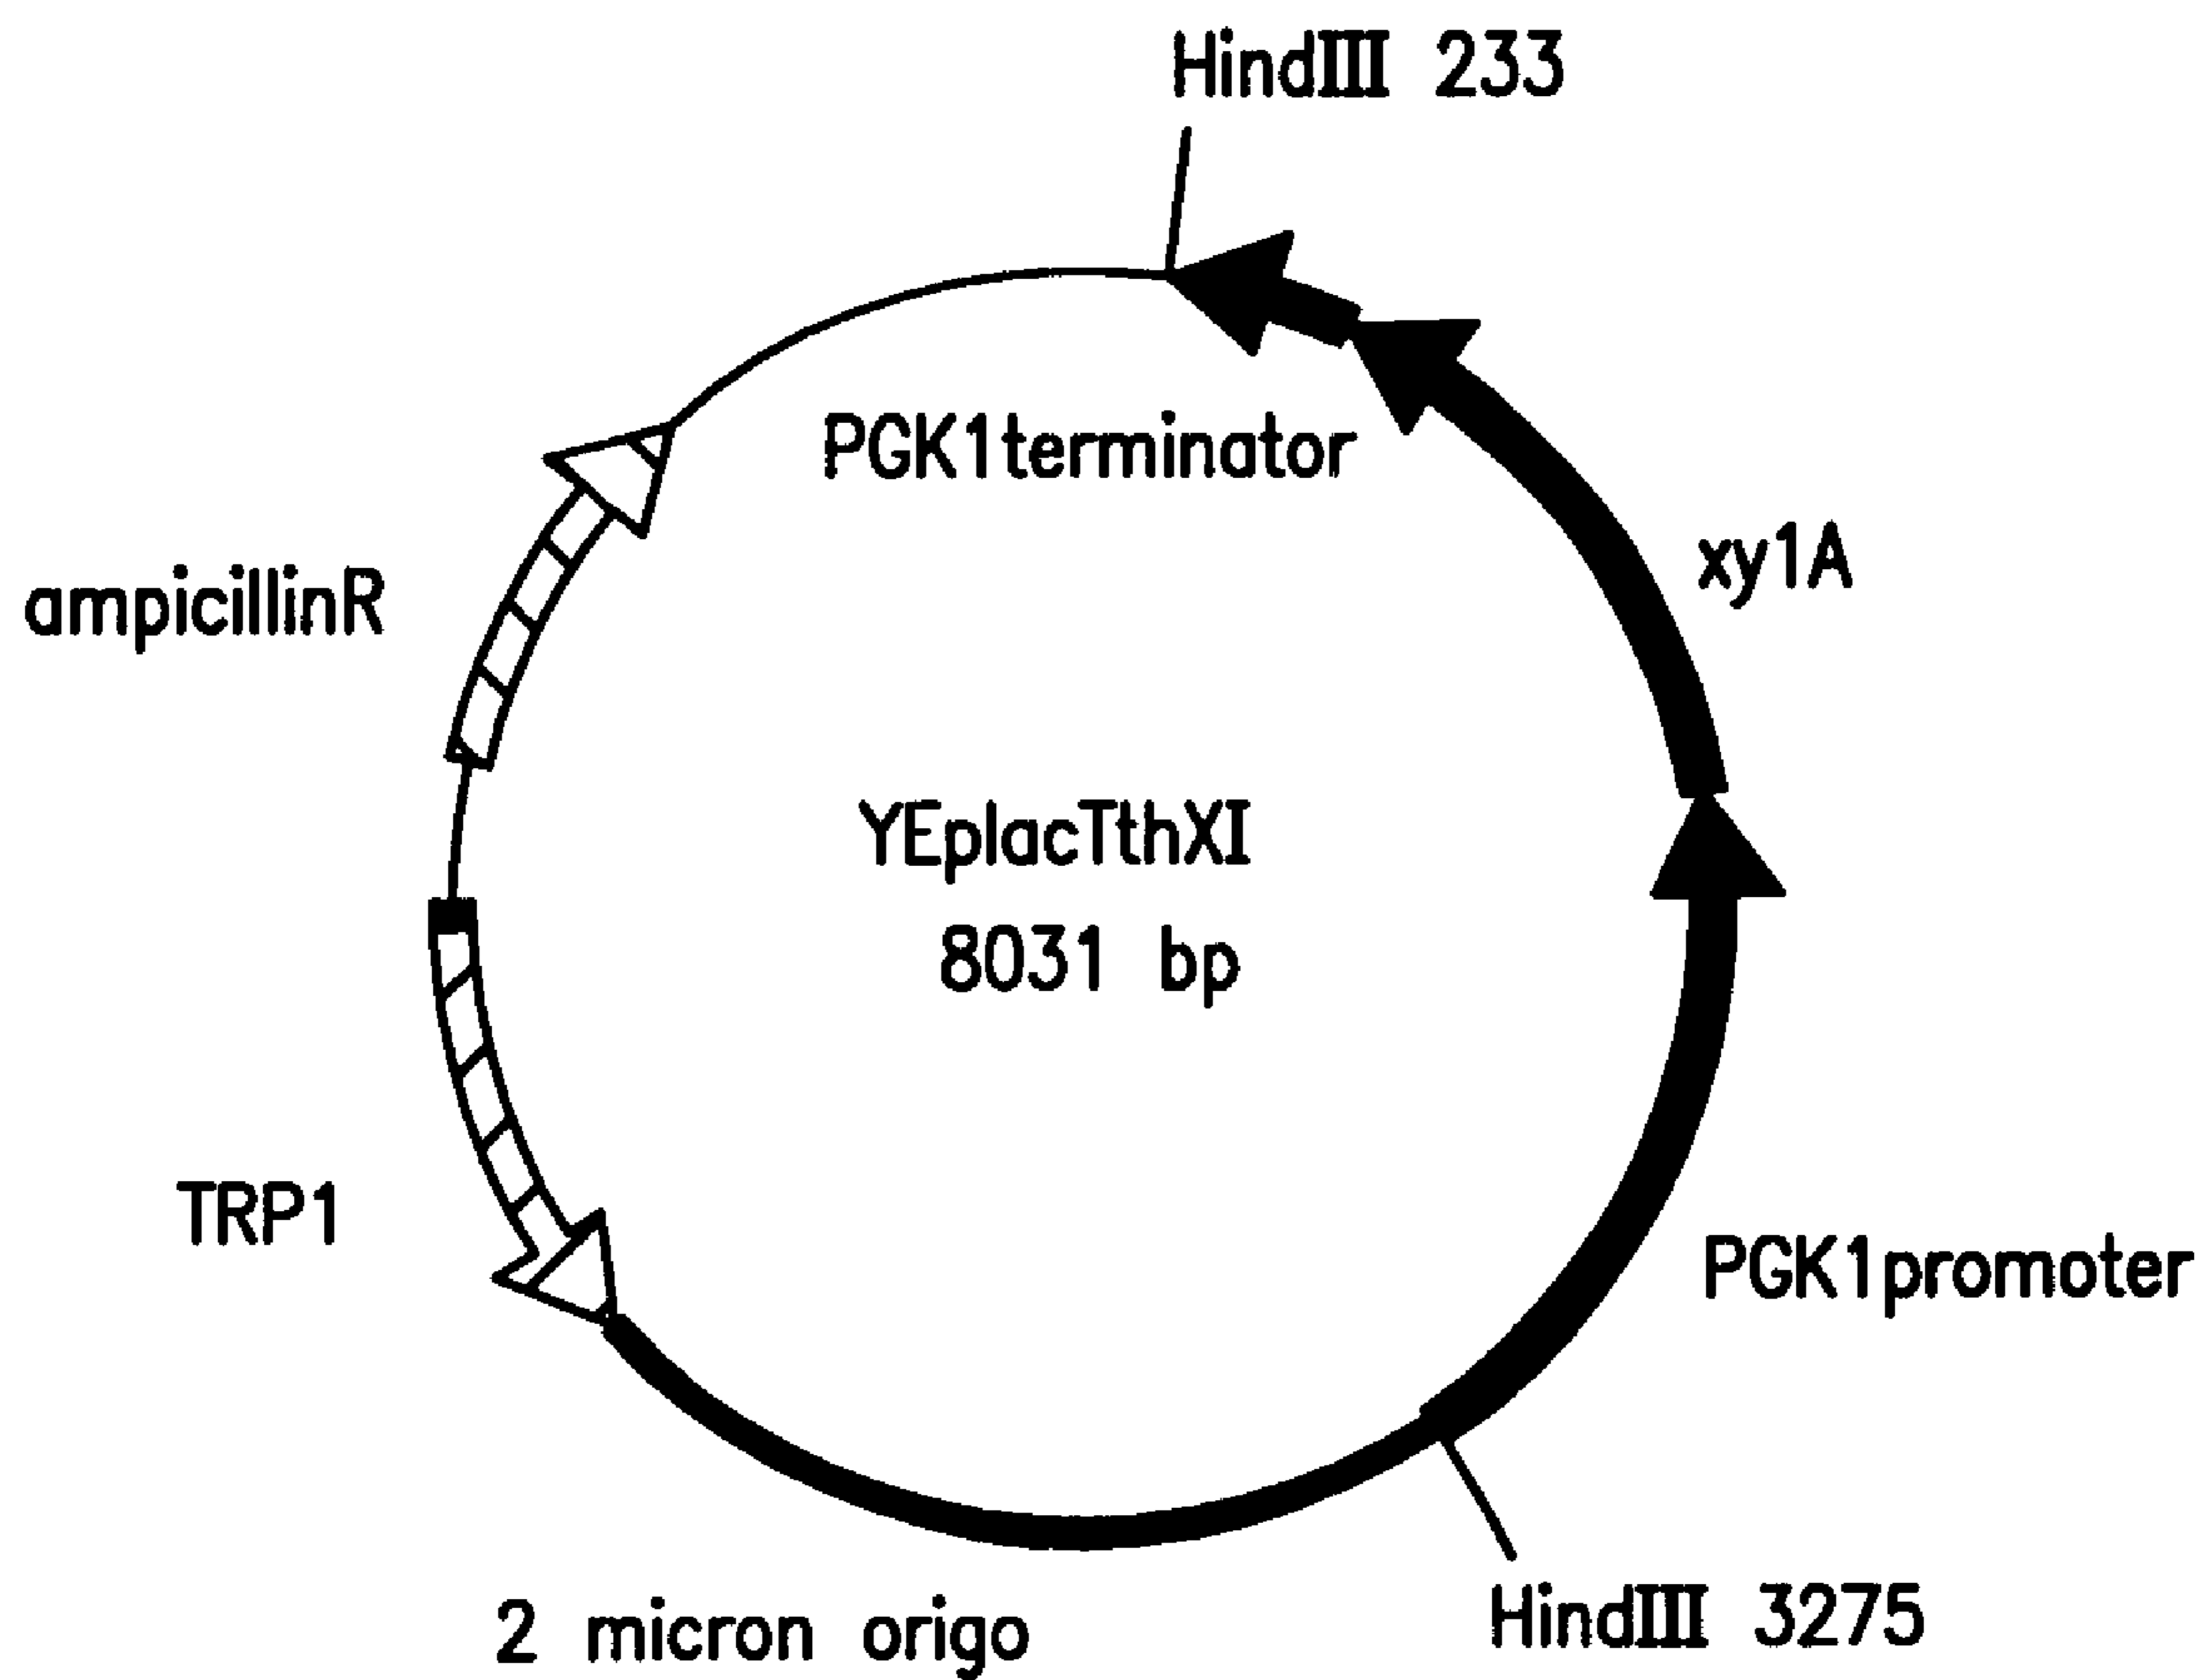 HindIII 233
PGK1terminator
xy1A
ampicillinR
YEplacTthXI
8031 bp
TRP1
PGK1promoter
HindIII 3275
2 micron origo